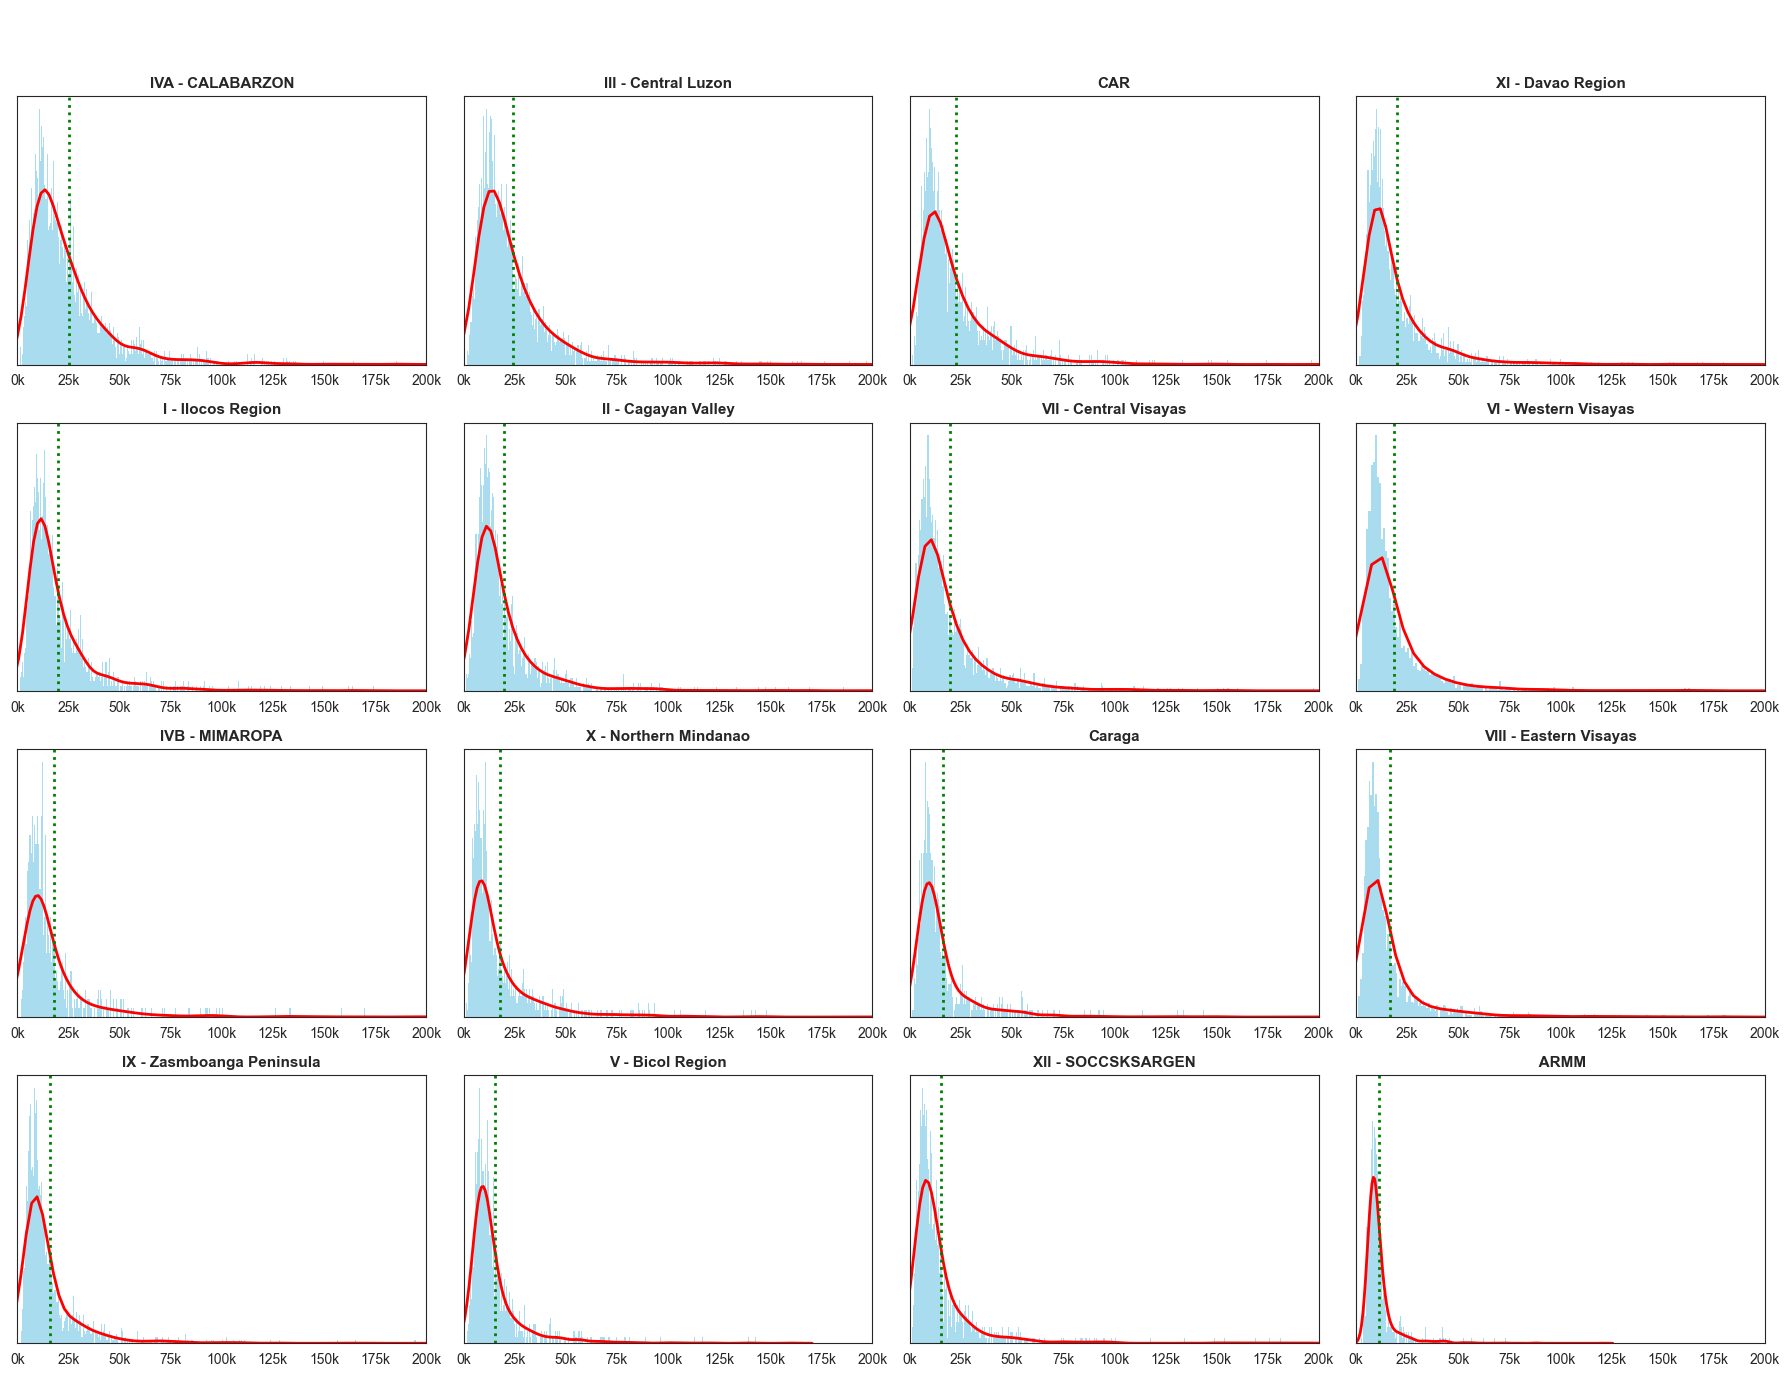 IVA - CALABARZON
III - Central Luzon
CAR
XI - Davao Region
0k 25k 50k 75k 100k 125k 150k 175k 200k
0k 25k 50k 75k 100k 125k 150k 175k 200k
0k 25k 50k 75k 100k 125k 150k 175k 200k
0k 25k 50k 75k 100k 125k 150k 175k 200k
I - Ilocos Region
II - Cagayan Valley
VII - Central Visayas
VI - Western Visayas
0k 25k 50k 75k 100k 125k 150k 175k 200k
0k 25k 50k 75k 100k 125k 150k 175k 200k
0k 25k 50k 75k 100k 125k 150k 175k 200k
0k 25k 50k 75k 100k 125k 150k 175k 200k
IVB - MIMAROPA
X - Northern Mindanao
Caraga
VIII - Eastern Visayas
0k 25k 50k 75k 100k 125k 150k 175k 200k
0k 25k 50k 75k 100k 125k 150k 175k 200k
0k 25k 50k 75k 100k 125k 150k 175k 200k
0k 25k 50k 75k 100k 125k 150k 175k 200k
IX - Zasmboanga Peninsula
V - Bicol Region
XII - SOCCSKSARGEN
ARMM
0k 25k 50k 75k 100k 125k 150k 175k 200k
0k 25k 50k 75k 100k 125k 150k 175k 200k
0k 25k 50k 75k 100k 125k 150k 175k 200k
0k 25k 50k 75k 100k 125k 150k 175k 200k